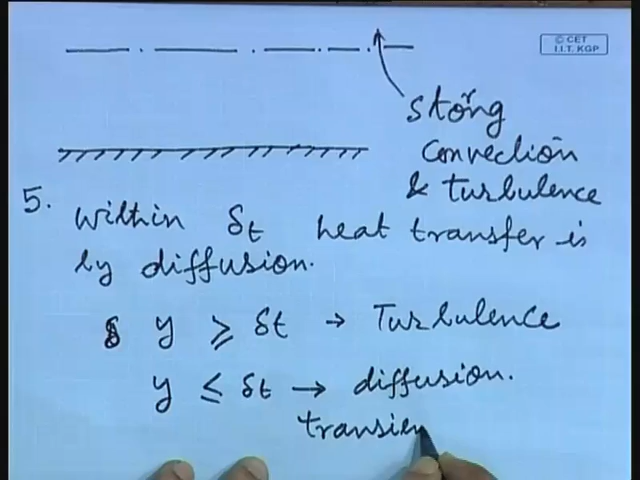 © CET
I.I.T. KGP
Strong
Convection
& turbulence
5. Within δt heat transfer is
by diffusion.
y ≥ δt → Turbulence
y ≤ δt → diffusion.
transien